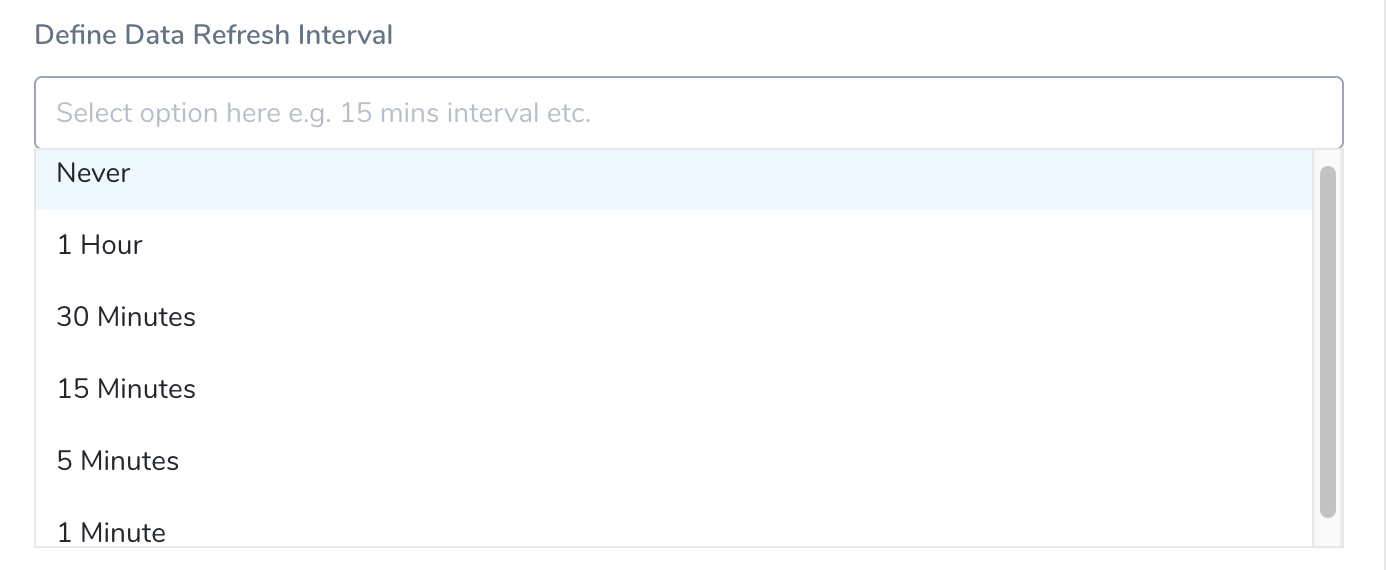 Define Data Refresh Interval
Select option here e.g. 15 mins interval etc.
Never
1 Hour
30 Minutes
15 Minutes
5 Minutes
1 Minute